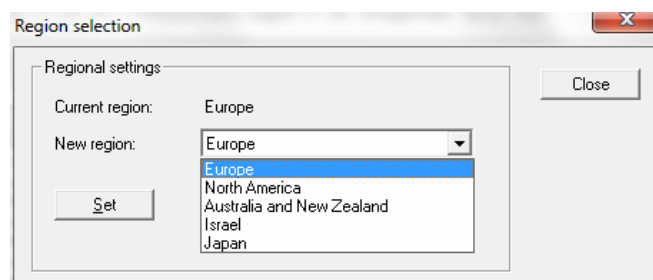 Region selection
Regional settings
Close
Current region: Europe
New region: Europe
Europe
North America
Set
Australia and New Zealand
Israel
Japan